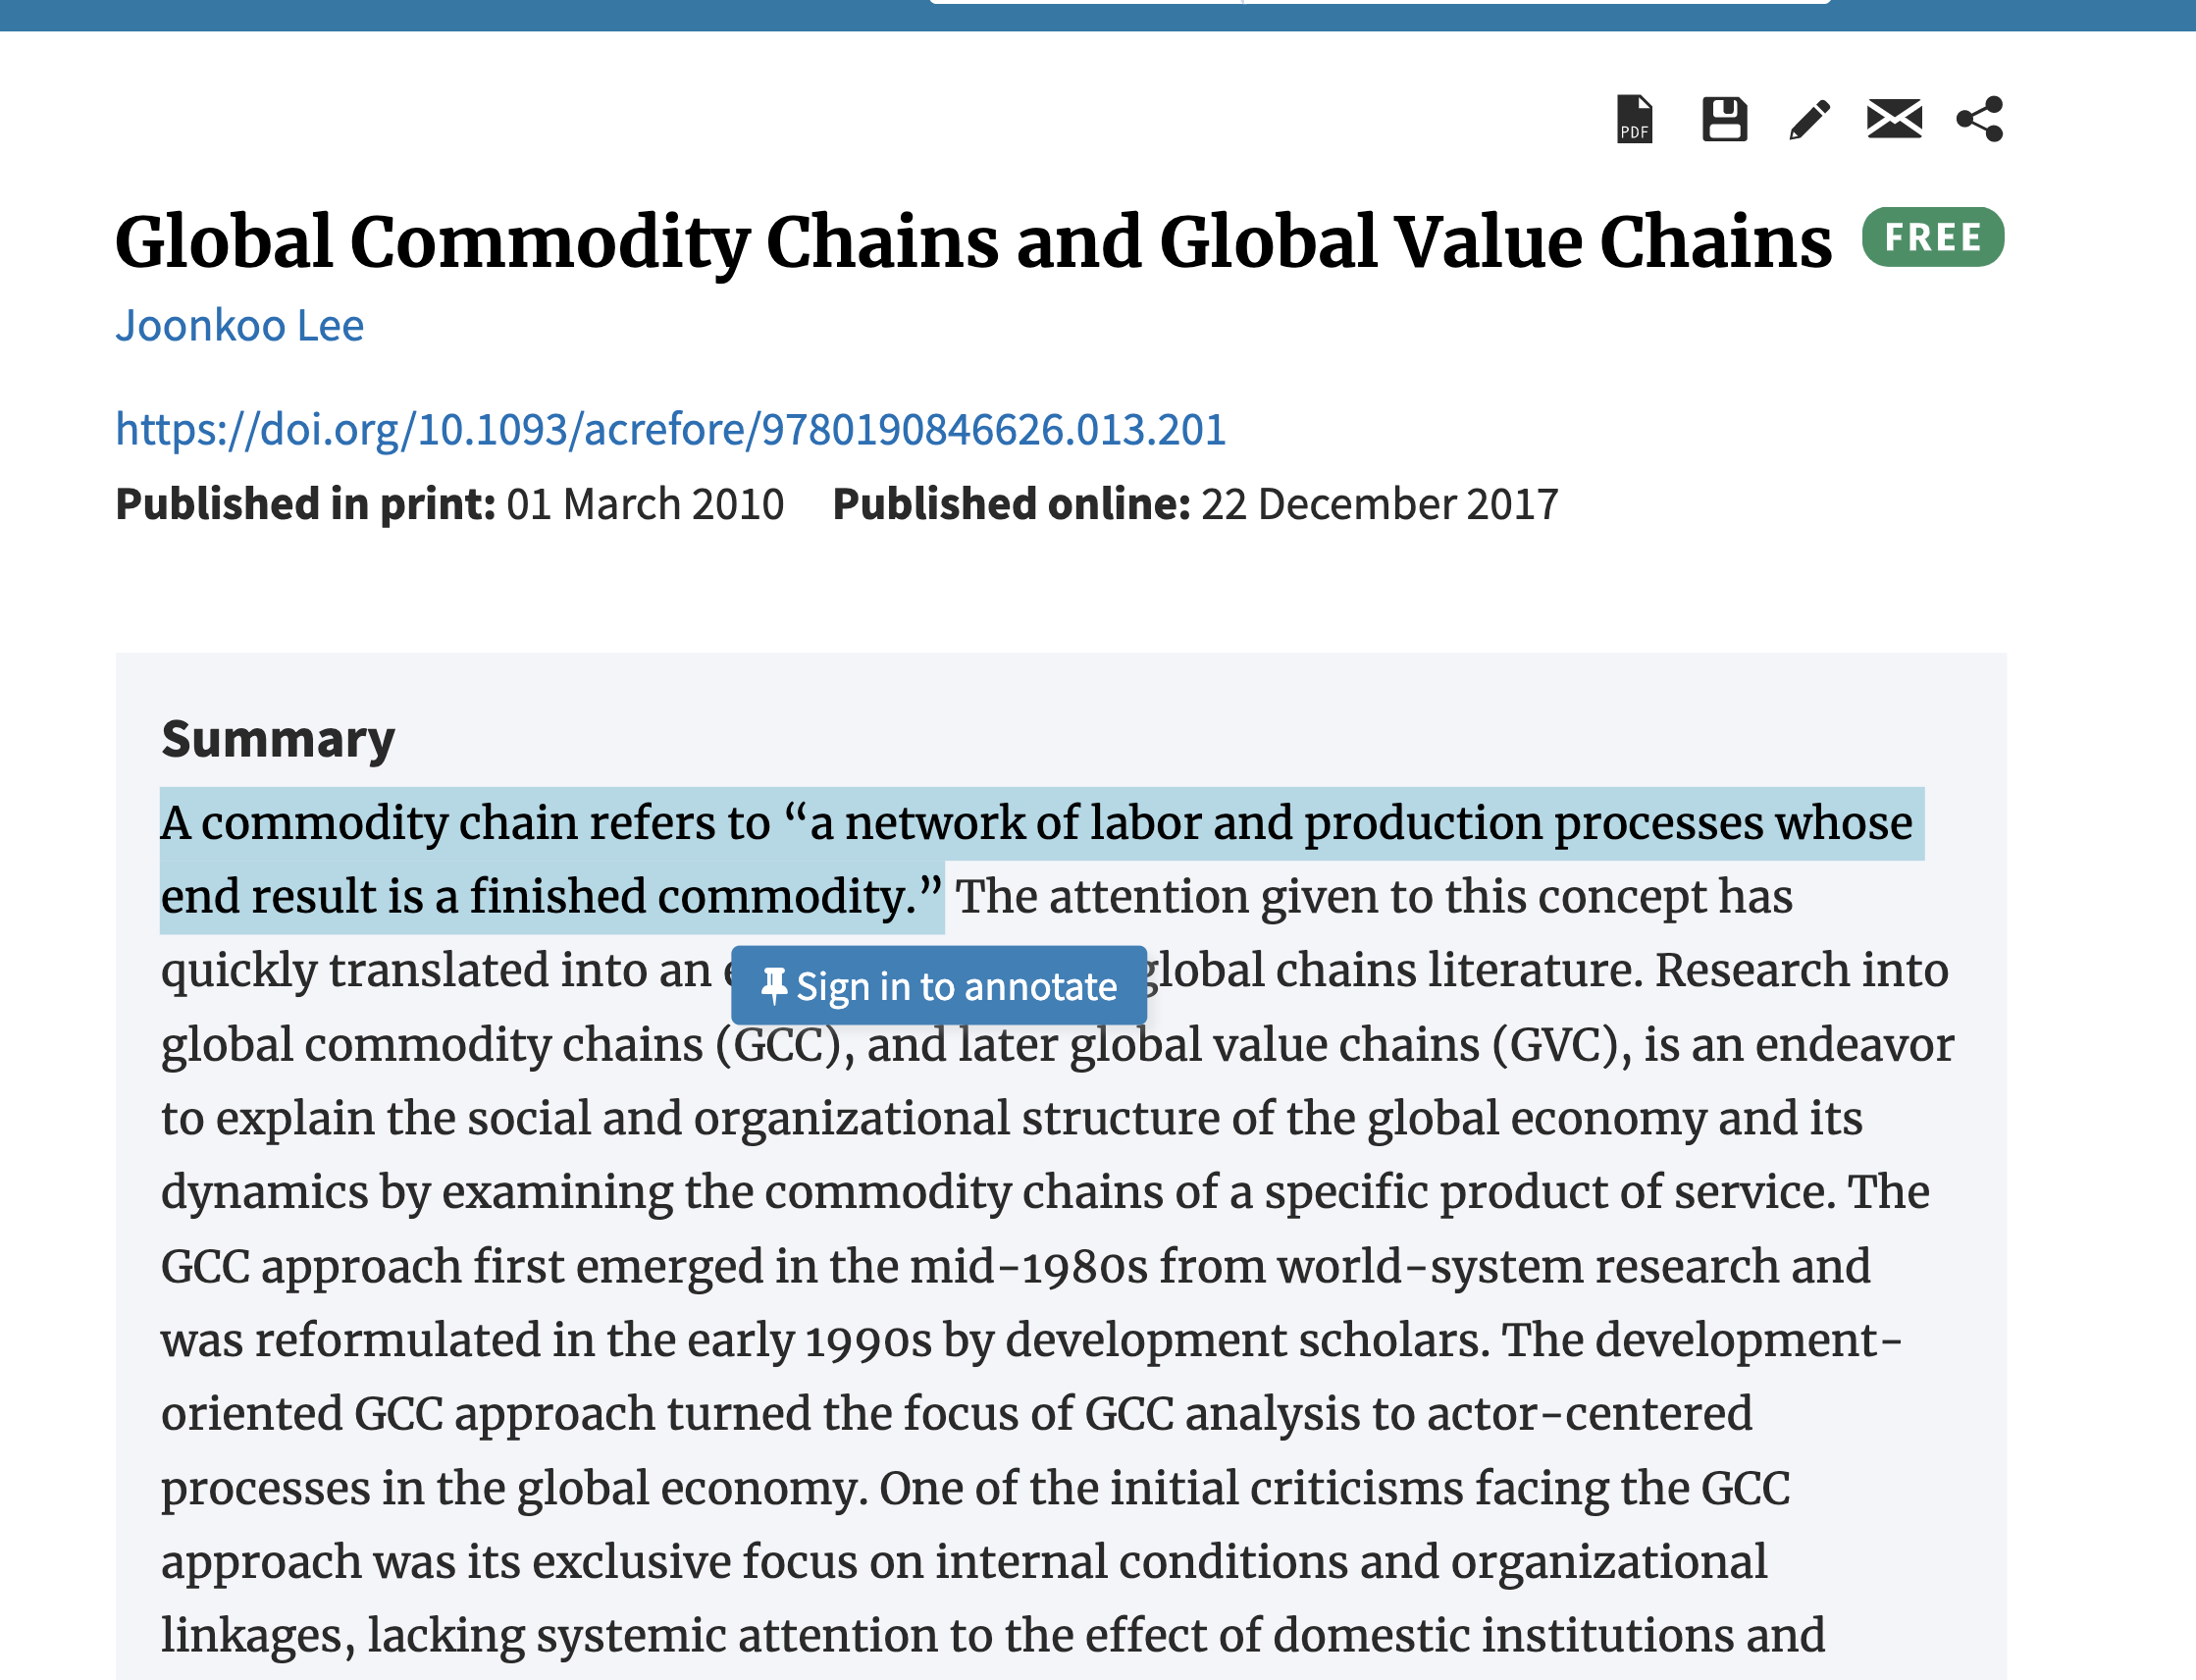 PDF
Global Commodity Chains and Global Value Chains FREE
Joonkoo Lee
https://doi.org/10.1093/acrefore/9780190846626.013.201
Published in print: 01 March 2010 Published online: 22 December 2017
Summary
A commodity chain refers to “a network of labor and production processes whose
end result is a finished commodity.” The attention given to this concept has
quickly translated into an global chains literature. Research into
Sign in to annotate
global commodity chains (GCC), and later global value chains (GVC), is an endeavor
to explain the social and organizational structure of the global economy and its
dynamics by examining the commodity chains of a specific product of service. The
GCC approach first emerged in the mid-1980s from world-system research and
was reformulated in the early 1990s by development scholars. The development-
oriented GCC approach turned the focus of GCC analysis to actor-centered
processes in the global economy. One of the initial criticisms facing the GCC
approach was its exclusive focus on internal conditions and organizational
linkages, lacking systemic attention to the effect of domestic institutions and